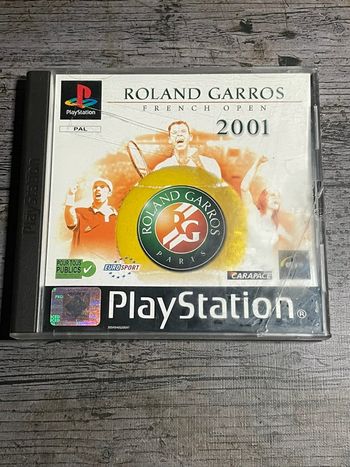 PlayStation
PAL
ROLAND GARROS
FRENCH OPEN
2001
ROLAND GARROS
RG
PARIS
POUR TOUS
PUBLICS
EUROSPORT
CARAPACE
PlayStation®
PlayStation